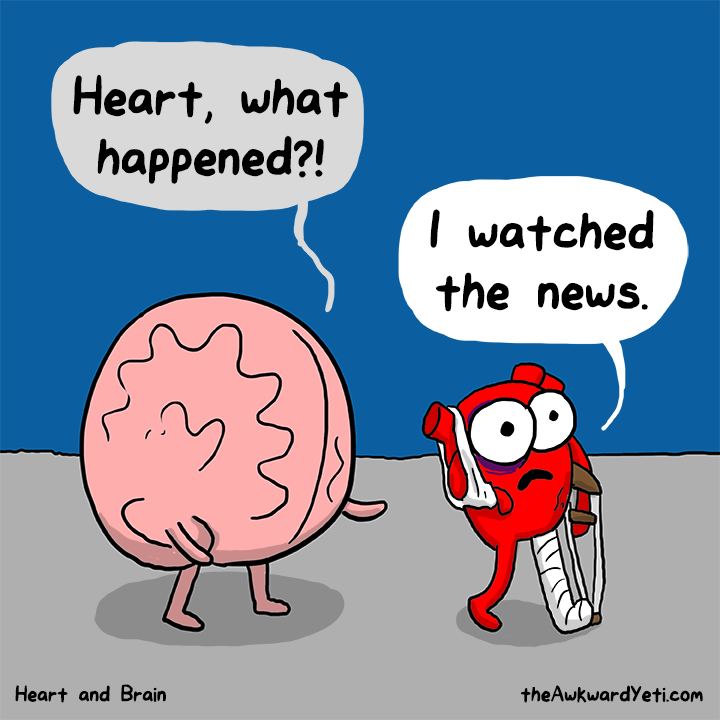 Heart, what
happened?!
I watched
the news.
Heart and Brain
theAwkwardYeti.com